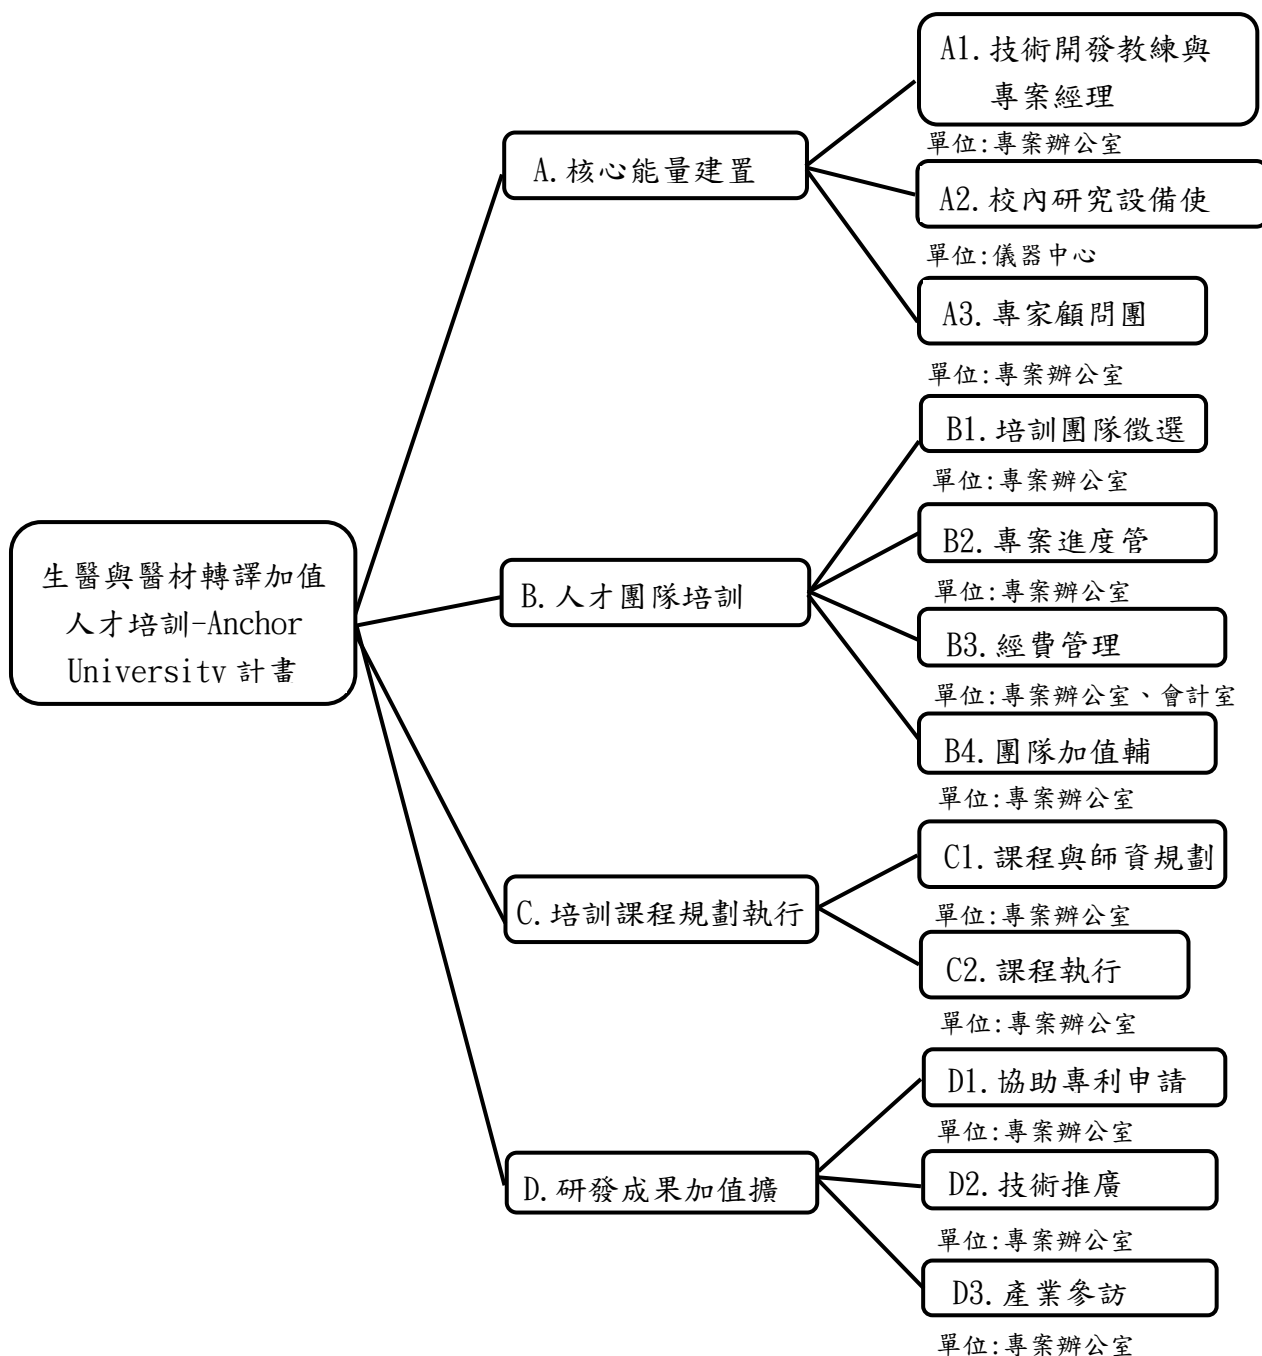 生醫與醫材轉譯加值
人才培訓-Anchor
University 計畫
A.核心能量建置
A1.技術開發教練與
專案經理
單位:專案辦公室
A2.校內研究設備使
單位:儀器中心
A3.專家顧問團
單位:專案辦公室
B.人才團隊培訓
B1.培訓團隊徵選
單位:專案辦公室
B2.專案進度管
單位:專案辦公室
B3.經費管理
單位:專案辦公室、會計室
B4.團隊加值輔
單位:專案辦公室
C.培訓課程規劃執行
C1.課程與師資規劃
單位:專案辦公室
C2.課程執行
單位:專案辦公室
D.研發成果加值擴
D1.協助專利申請
單位:專案辦公室
D2.技術推廣
單位:專案辦公室
D3.產業參訪
單位:專案辦公室